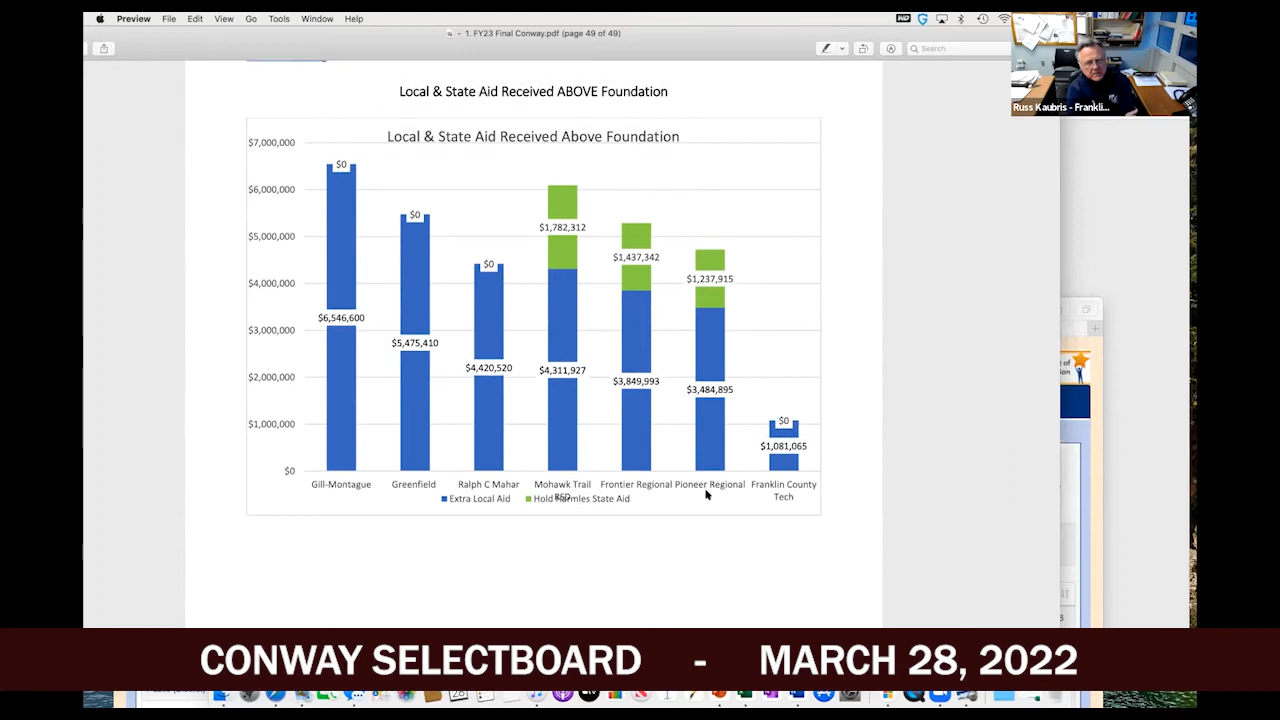 Preview File Edit View Go Tools Window Help
1. FY23 Final Conway.pdf (page 49 of 49)
Search
Russ Kaubris - Frankli...
Local & State Aid Received ABOVE Foundation
Local & State Aid Received Above Foundation
$7,000,000
$6,000,000
$5,000,000
$4,000,000
$3,000,000
$2,000,000
$1,000,000
$0
$0
$6,546,600
$0
$5,475,410
$0
$4,420,520
$1,782,312
$4,311,927
$1,437,342
$3,849,993
$1,237,915
$3,484,895
$0
$1,081,065
Gill-Montague
Greenfield
Ralph C Mahar
Mohawk Trail
RSD
Frontier Regional
Pioneer Regional
Franklin County
Tech
Extra Local Aid
Hold Harmles State Aid
CONWAY SELECTBOARD - MARCH 28, 2022